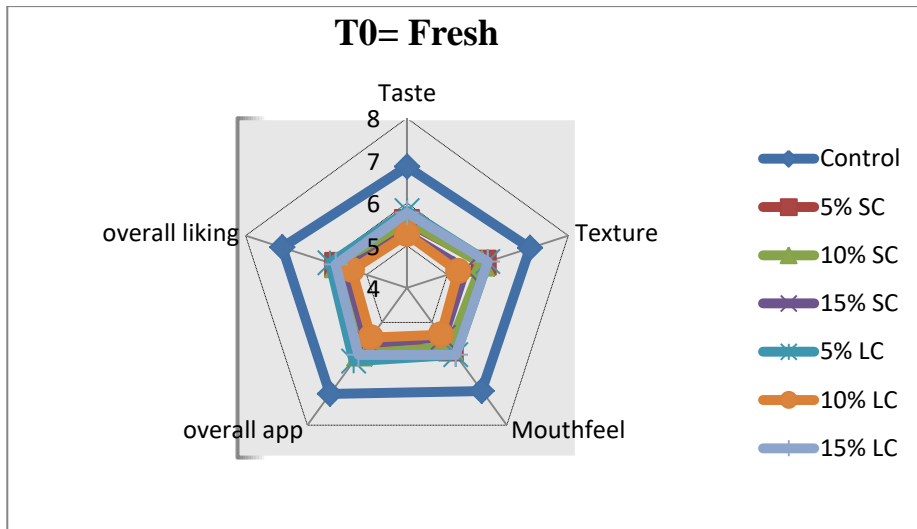 T0= Fresh
Taste
8
7
6
5
4
Texture
Mouthfeel
overall app
overall liking
Control
5% SC
10% SC
15% SC
5% LC
10% LC
15% LC